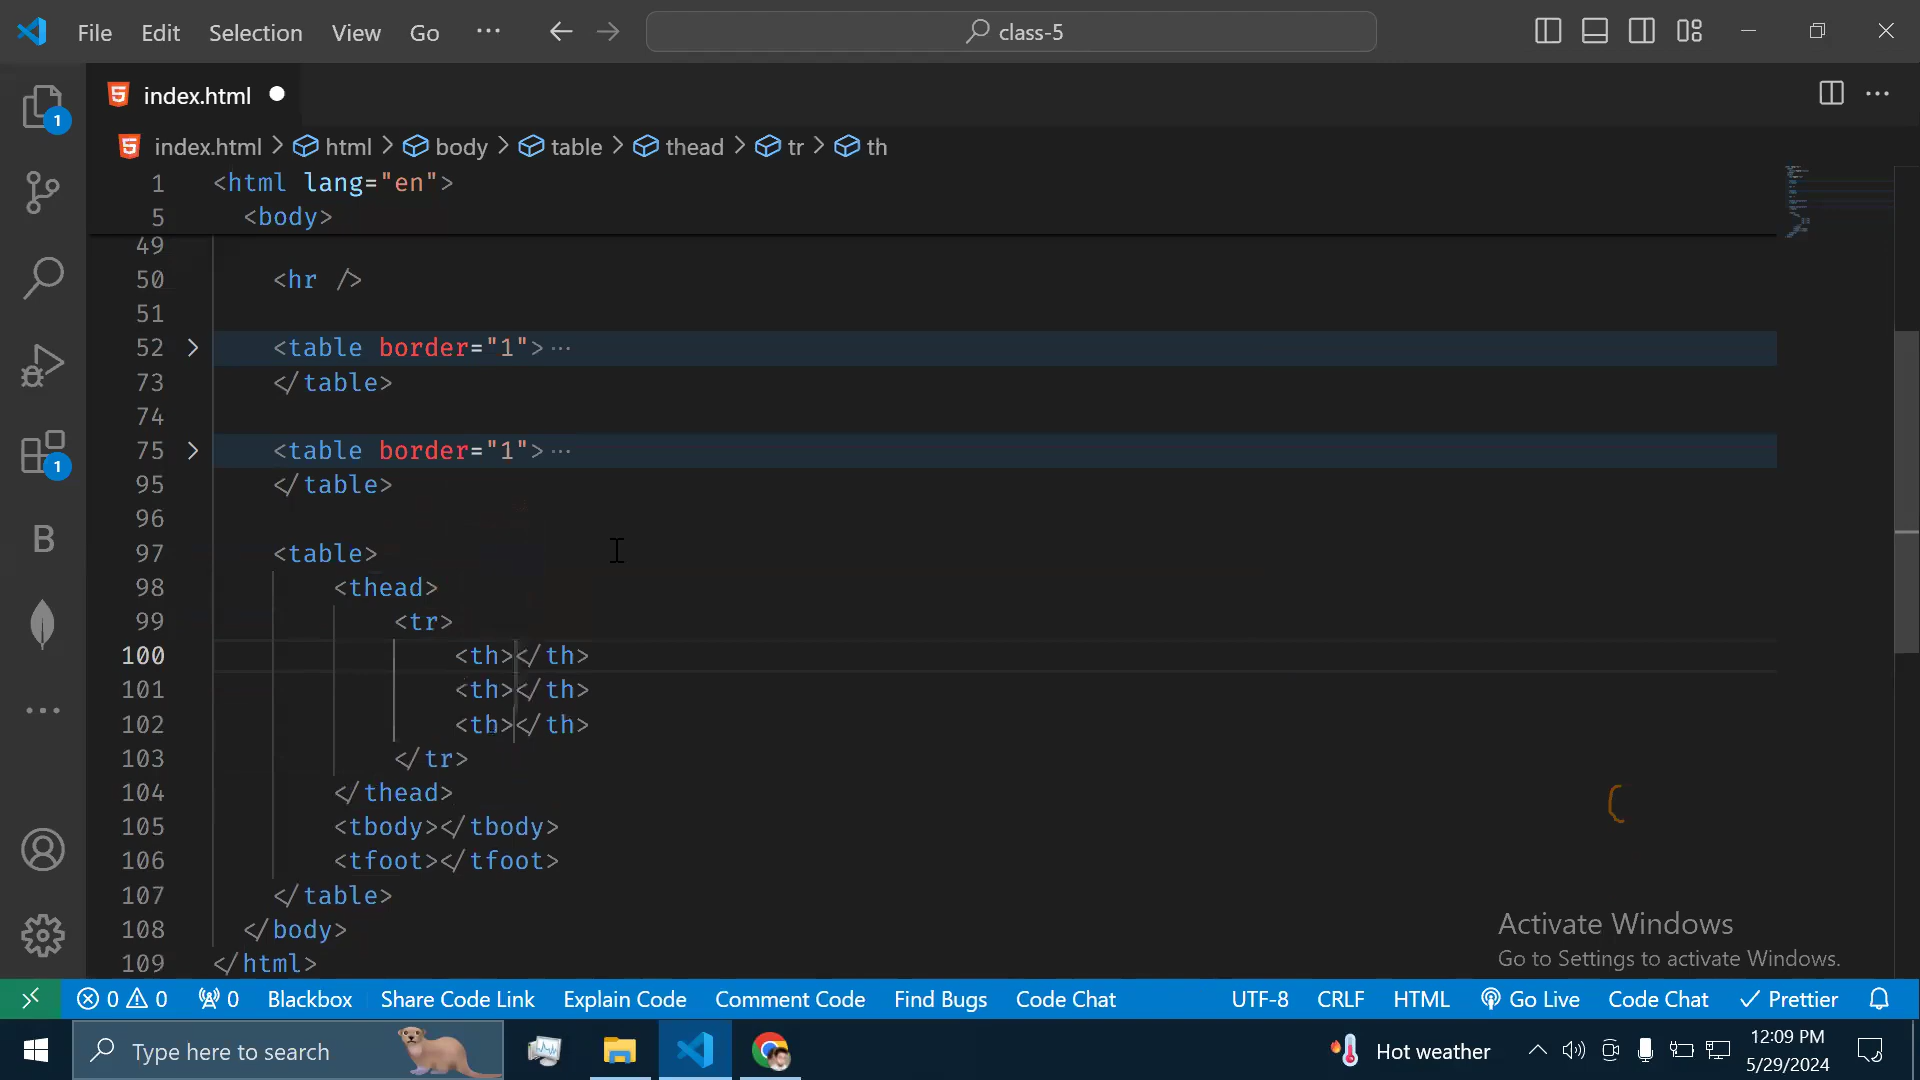 File Edit Selection View Go ··· class-5
index.html
index.html > html > body > table > thead > tr > th
1 <html lang="en">
5 <body>
49
50 <hr />
51
52 <table border="1">···
73 </table>
74
75 <table border="1">···
95 </table>
96
97 <table>
98 <thead>
99 <tr>
100 <th></th>
101 <th></th>
102 <th></th>
103 </tr>
104 </thead>
105 <tbody></tbody>
106 <tfoot></tfoot>
107 </table>
108 </body>
109 </html>
1
1
B
Activate Windows
Go to Settings to activate Windows.
0 0 0 Blackbox Share Code Link Explain Code Comment Code Find Bugs Code Chat UTF-8 CRLF HTML Go Live Code Chat Prettier
Type here to search Hot weather 12:09 PM
5/29/2024